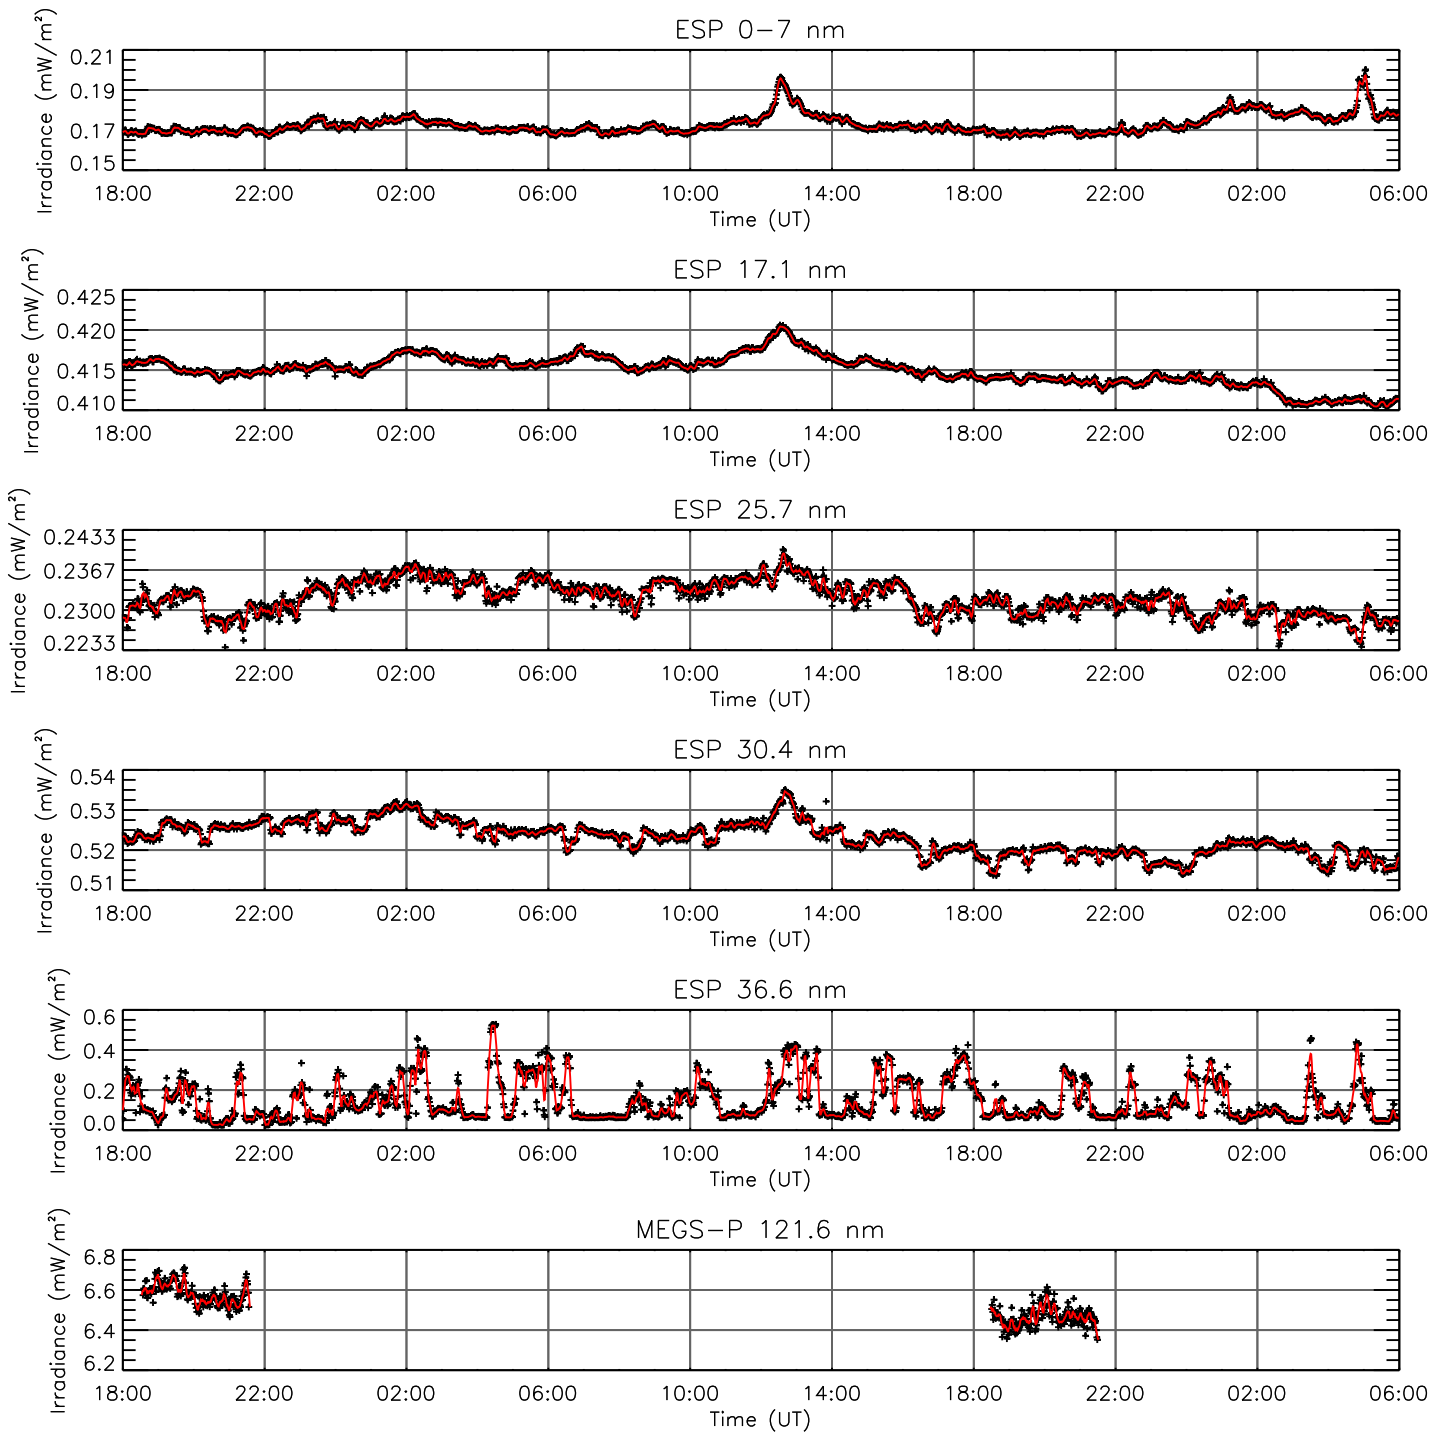 ESP 0-7 nm
Irradiance (mW/m²)
0.21
0.19
0.17
0.15
18:00 22:00 02:00 06:00 10:00 14:00 18:00 22:00 02:00 06:00
Time (UT)
ESP 17.1 nm
Irradiance (mW/m²)
0.425
0.420
0.415
0.410
18:00 22:00 02:00 06:00 10:00 14:00 18:00 22:00 02:00 06:00
Time (UT)
ESP 25.7 nm
Irradiance (mW/m²)
0.2433
0.2367
0.2300
0.2233
18:00 22:00 02:00 06:00 10:00 14:00 18:00 22:00 02:00 06:00
Time (UT)
ESP 30.4 nm
Irradiance (mW/m²)
0.54
0.53
0.52
0.51
18:00 22:00 02:00 06:00 10:00 14:00 18:00 22:00 02:00 06:00
Time (UT)
ESP 36.6 nm
Irradiance (mW/m²)
0.6
0.4
0.2
0.0
18:00 22:00 02:00 06:00 10:00 14:00 18:00 22:00 02:00 06:00
Time (UT)
MEGS-P 121.6 nm
Irradiance (mW/m²)
6.8
6.6
6.4
6.2
18:00 22:00 02:00 06:00 10:00 14:00 18:00 22:00 02:00 06:00
Time (UT)